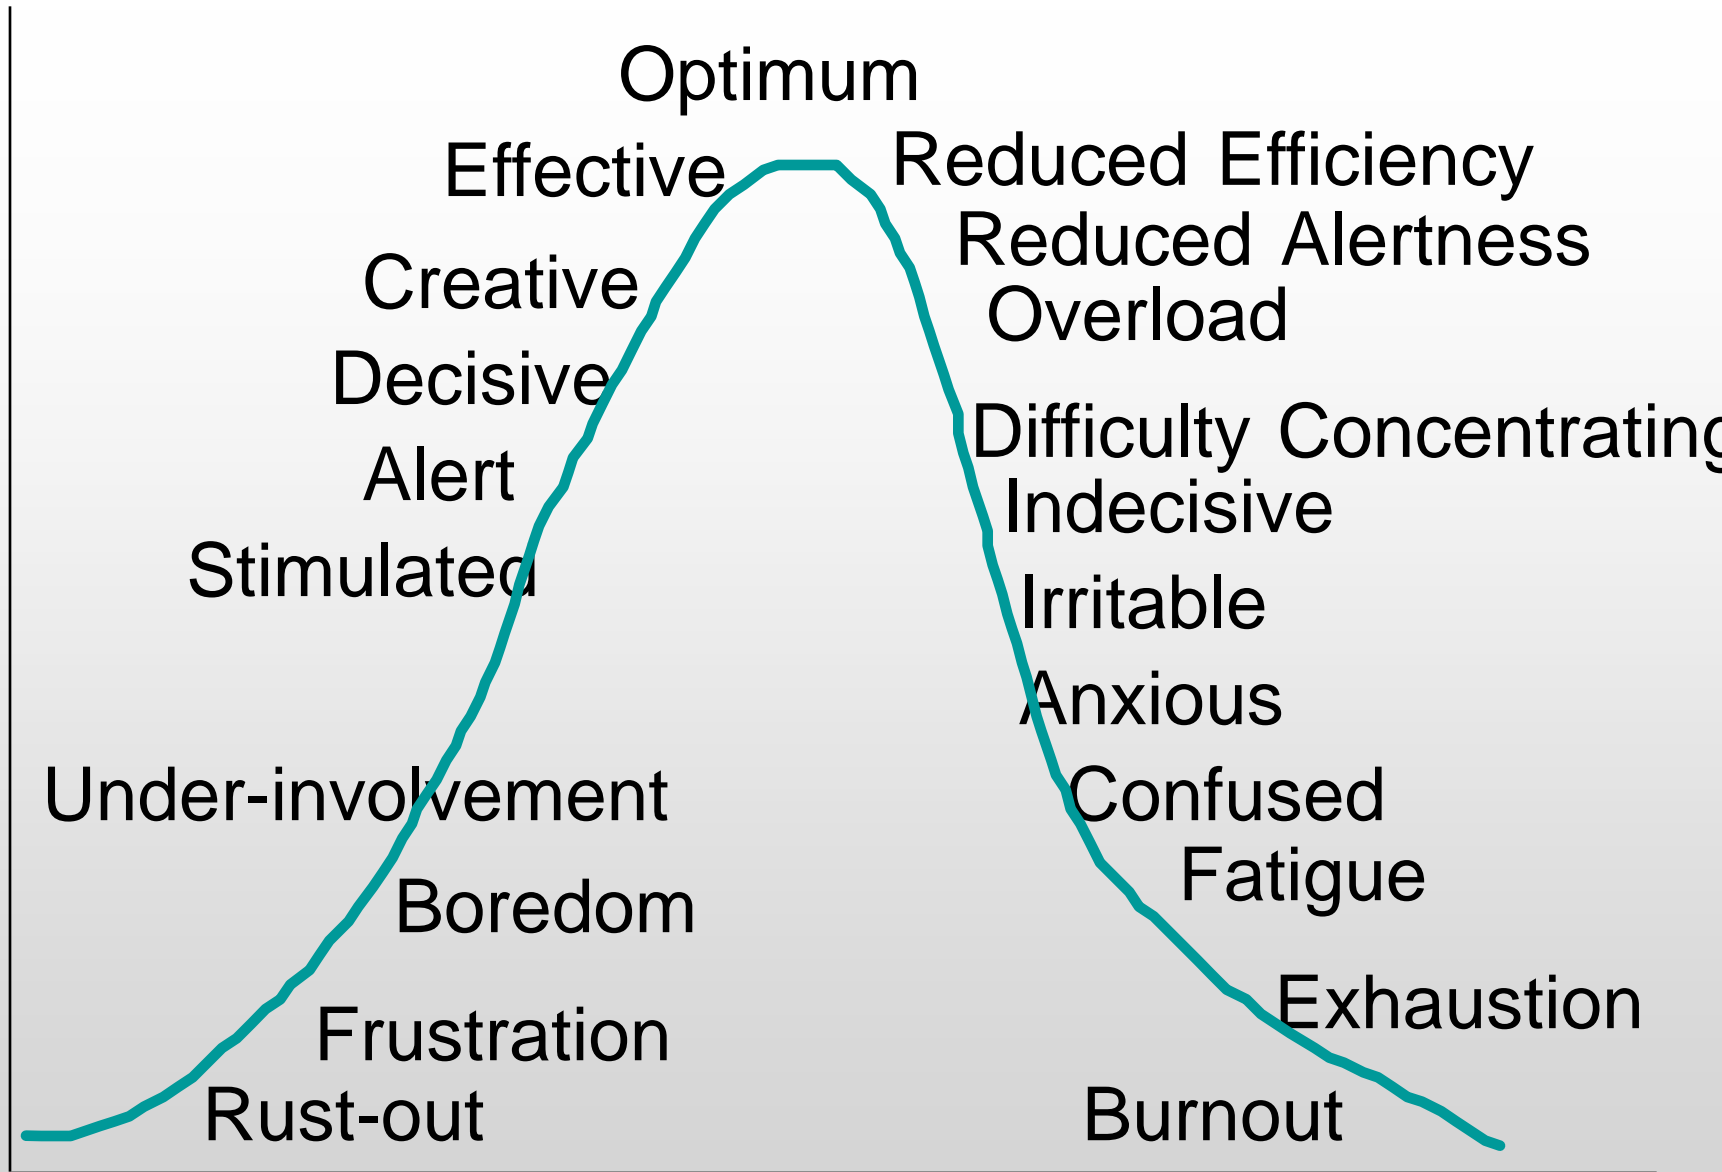 Optimum
Effective
Reduced Efficiency
Reduced Alertness
Creative
Overload
Decisive
Difficulty Concentrating
Alert
Indecisive
Stimulated
Irritable
Anxious
Under-involvement
Confused
Fatigue
Boredom
Exhaustion
Frustration
Rust-out
Burnout